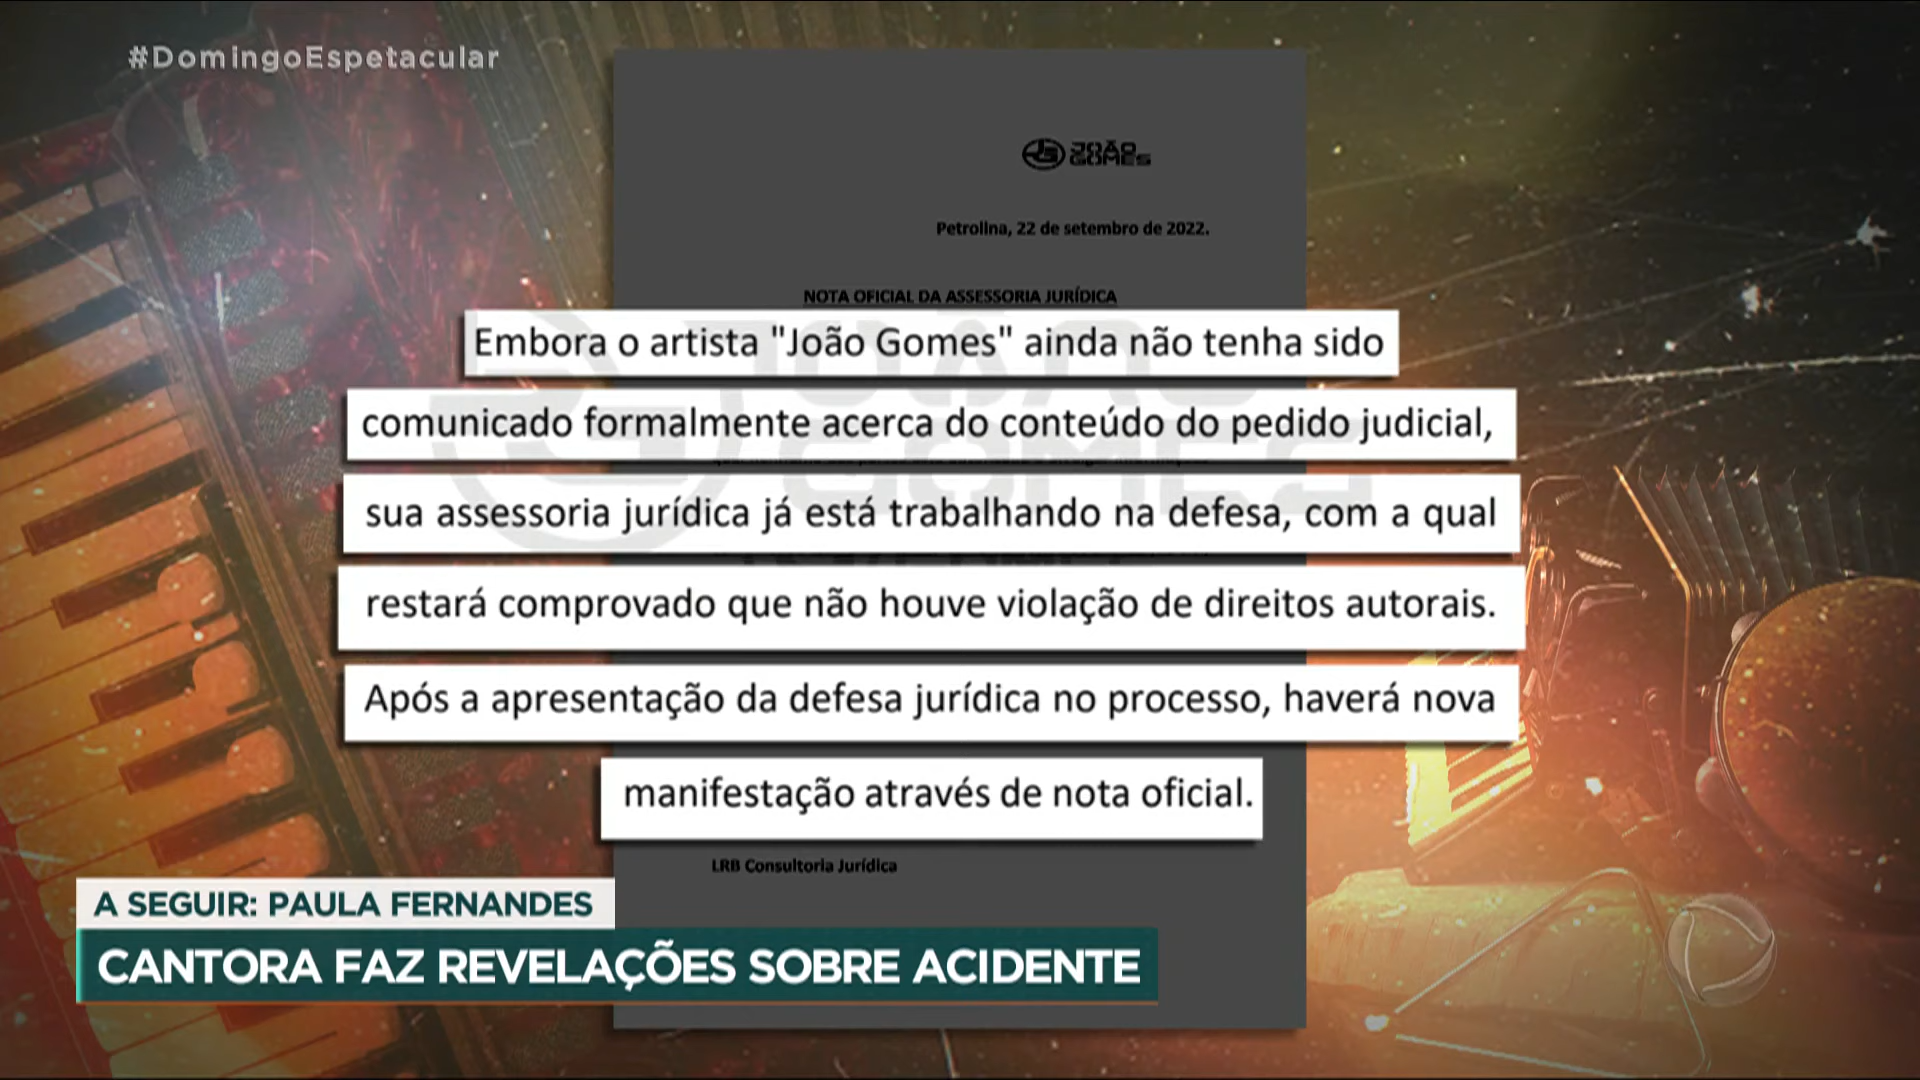 #DomingoEspetacular
JOÃO GOMES
Petrolina, 22 de setembro de 2022.
NOTA OFICIAL DA ASSESSORIA JURÍDICA
Embora o artista "João Gomes" ainda não tenha sido
comunicado formalmente acerca do conteúdo do pedido judicial,
sua assessoria jurídica já está trabalhando na defesa, com a qual
restará comprovado que não houve violação de direitos autorais.
Após a apresentação da defesa jurídica no processo, haverá nova
manifestação através de nota oficial.
LRB Consultoria Jurídica
A SEGUIR: PAULA FERNANDES
CANTORA FAZ REVELAÇÕES SOBRE ACIDENTE